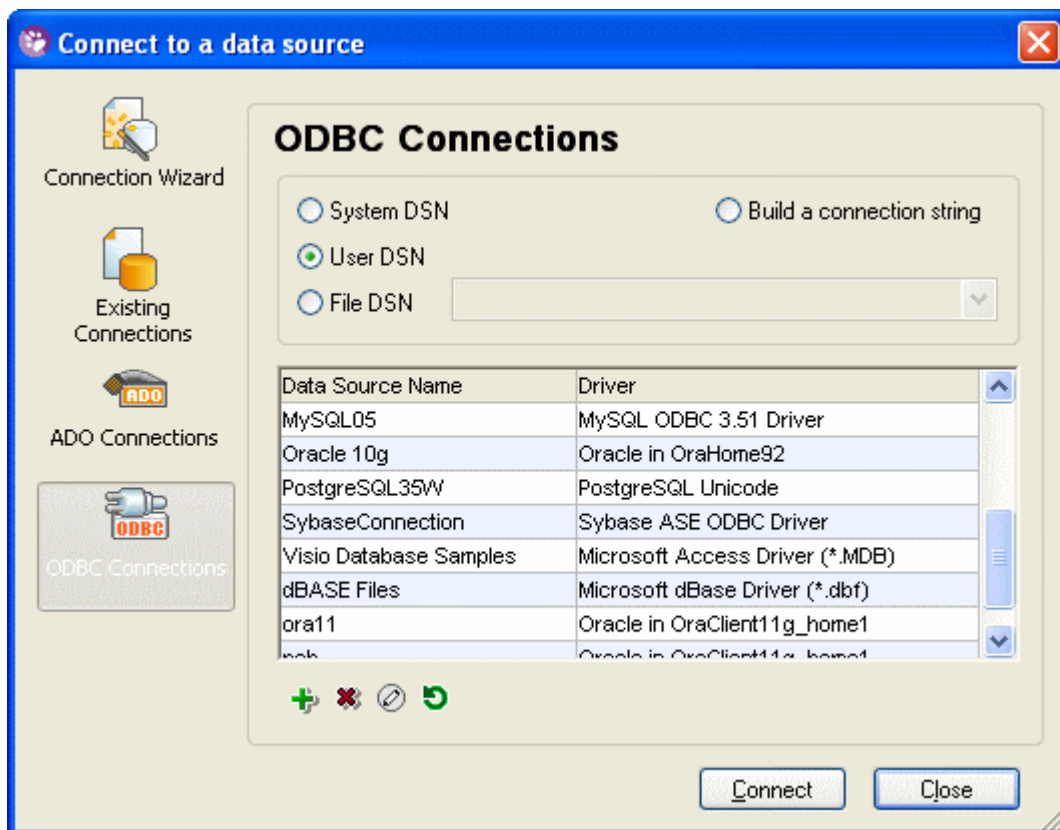 Connect to a data source
Connection Wizard
Existing
Connections
ADO
ADO Connections
ODBC
ODBC Connections
ODBC Connections
System DSN
Build a connection string
User DSN
File DSN
Data Source Name Driver
MySQL05 MySQL ODBC 3.51 Driver
Oracle 10g Oracle in OraHome92
PostgreSQL35W PostgreSQL Unicode
SybaseConnection Sybase ASE ODBC Driver
Visio Database Samples Microsoft Access Driver (*.MDB)
dBASE Files Microsoft dBase Driver (*.dbf)
ora11 Oracle in OraClient11g_home1
Oracle in OraClient11g_home1
Connect
Close